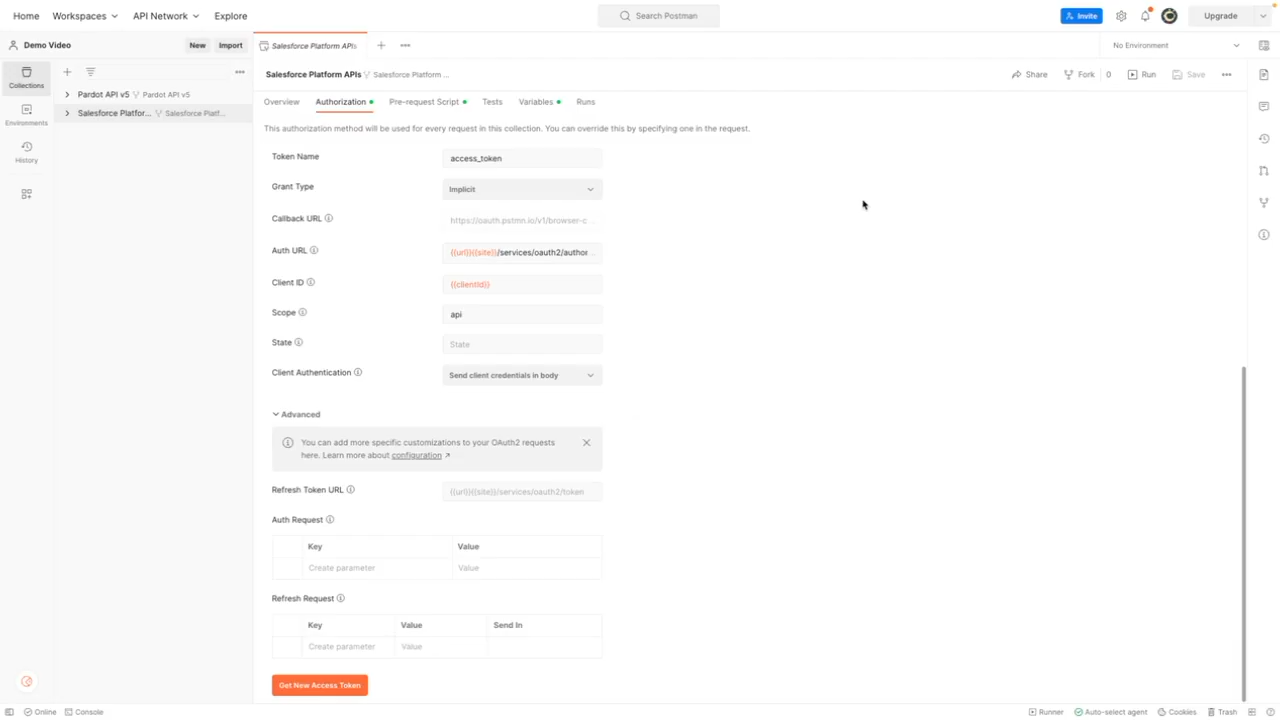 Home Workspaces API Network Explore Search Postman Invite Upgrade
Demo Video New Import Salesforce Platform APIs No Environment
Collections
Environments
History
Pardot API v5 Pardot API v5
Salesforce Platfor... Salesforce Platf...
Salesforce Platform APIs Salesforce Platform ... Share Fork 0 Run Save
Overview Authorization Pre-request Script Tests Variables Runs
This authorization method will be used for every request in this collection. You can override this by specifying one in the request.
Token Name access_token
Grant Type Implicit
Callback URL https://oauth.pstmn.io/v1/browser-c ...
Auth URL {{url}}{{site}}/services/oauth2/author ...
Client ID {{clientId}}
Scope api
State State
Client Authentication Send client credentials in body
Advanced
You can add more specific customizations to your OAuth2 requests
here. Learn more about configuration ↗
Refresh Token URL {{url}}{{site}}/services/oauth2/token
Auth Request
Key Value
Create parameter Value
Refresh Request
Key Value Send In
Create parameter Value
Get New Access Token
Online Console Runner Auto-select agent Cookies Trash